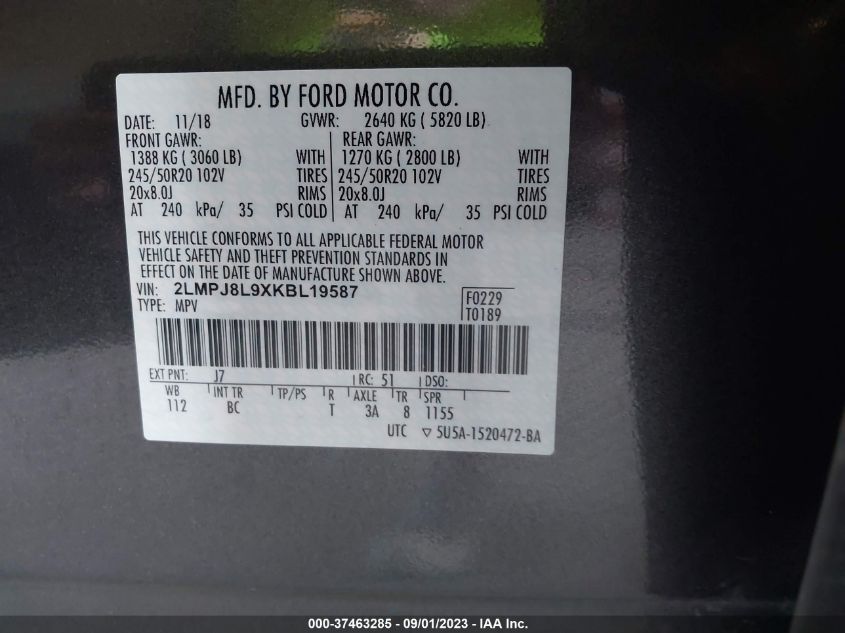 MFD. BY FORD MOTOR CO.
DATE: 11/18 GVWR: 2640 KG ( 5820 LB)
FRONT GAWR: REAR GAWR:
1388 KG ( 3060 LB) WITH 1270 KG ( 2800 LB) WITH
245/50R20 102V TIRES 245/50R20 102V TIRES
20x8.0J RIMS 20x8.0J RIMS
AT 240 kPa/ 35 PSI COLD AT 240 kPa/ 35 PSI COLD
THIS VEHICLE CONFORMS TO ALL APPLICABLE FEDERAL MOTOR
VEHICLE SAFETY AND THEFT PREVENTION STANDARDS IN
EFFECT ON THE DATE OF MANUFACTURE SHOWN ABOVE.
VIN: 2LMPJ8L9XKBL19587 F0229
TYPE: MPV T0189
EXT PNT: J7 RC: 51 DSO:
WB INT TR TP/PS R AXLE TR SPR
112 BC T 3A 8 1155
UTC ▽ 5U5A-1520472-BA
000-37463285 - 09/01/2023 - IAA Inc.